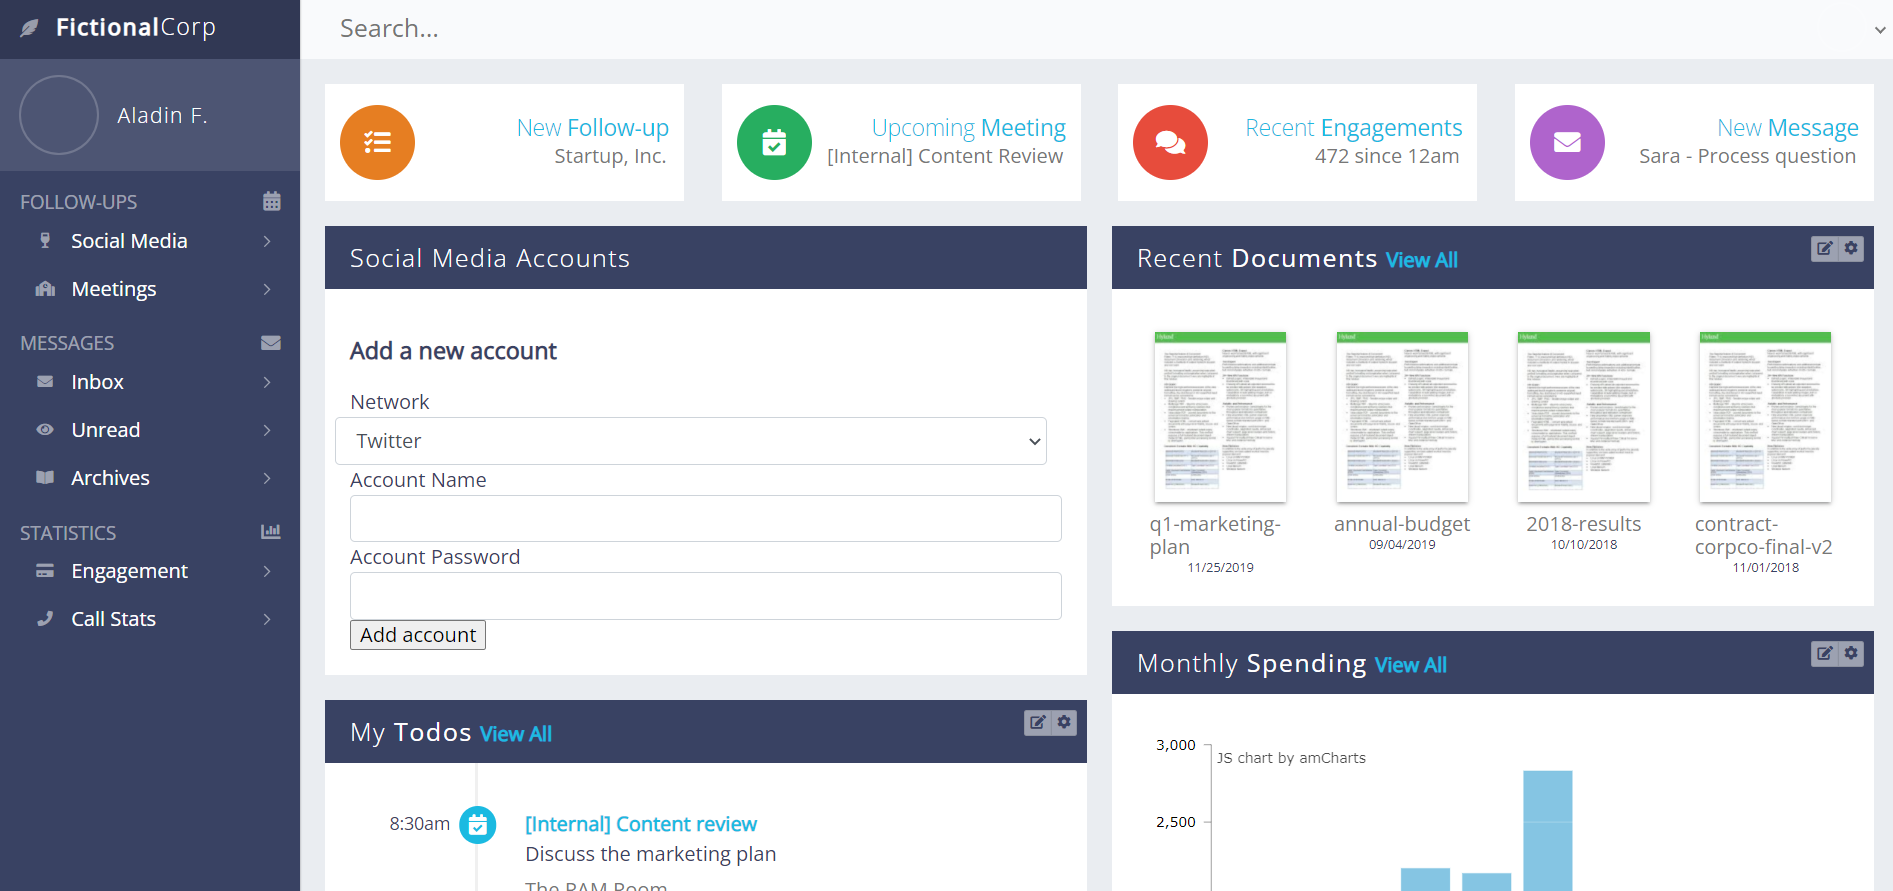 FictionalCorp
Search...
Aladin F.
FOLLOW-UPS
Social Media
Meetings
MESSAGES
Inbox
Unread
Archives
STATISTICS
Engagement
Call Stats
New Follow-up
Startup, Inc.
Upcoming Meeting
[Internal] Content Review
Recent Engagements
472 since 12am
New Message
Sara - Process question
Social Media Accounts
Add a new account
Network
Twitter
Account Name
Account Password
Add account
My Todos View All
8:30am
[Internal] Content review
Discuss the marketing plan
The PAM Room
Recent Documents View All
q1-marketing-
plan
11/25/2019
annual-budget
09/04/2019
2018-results
10/10/2018
contract-
corpco-final-v2
11/01/2018
Monthly Spending View All
3,000
JS chart by amCharts
2,500